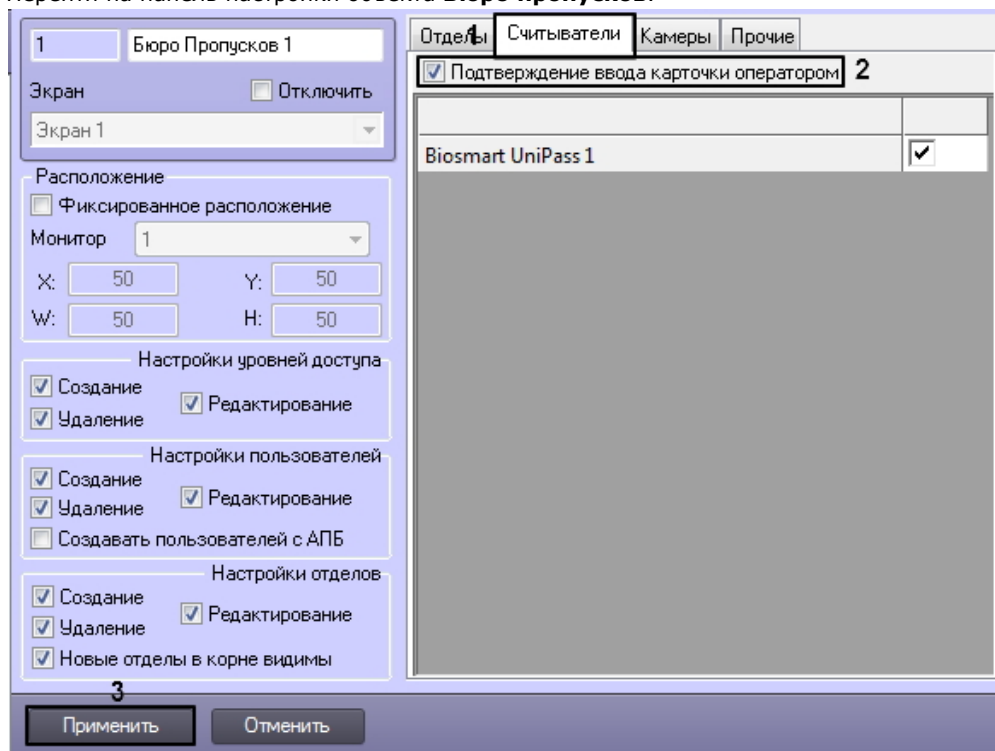 Перейти на панель настройки объекта Бюро пропусков.
1 Бюро Пропусков 1
Экран Отключить
Экран 1
Расположение
Фиксированное расположение
Монитор 1
X: 50 Y: 50
W: 50 H: 50
Настройки уровней доступа
Создание
Редактирование
Удаление
Настройки пользователей
Создание
Редактирование
Удаление
Создавать пользователей с АПБ
Настройки отделов
Создание
Редактирование
Удаление
Новые отделы в корне видимы
Отделы 1 Считыватели Камеры Прочие
Подтверждение ввода карточки оператором 2
Biosmart UniPass 1
3
Применить Отменить